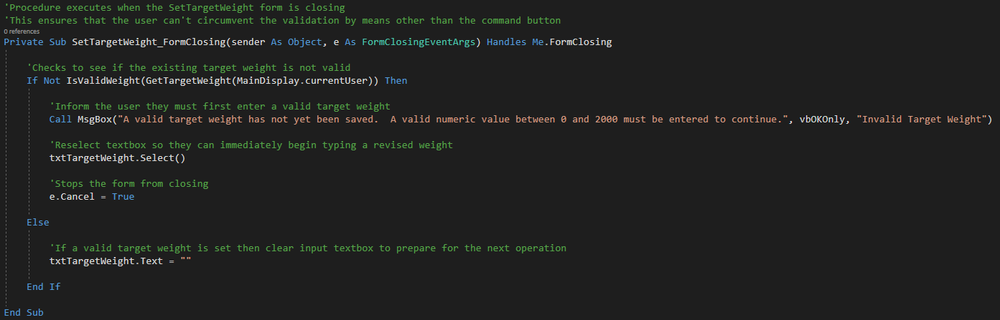 'Procedure executes when the SetTargetWeight form is closing
'This ensures that the user can't circumvent the validation by means other than the command button
0 references
Private Sub SetTargetWeight_FormClosing(sender As Object, e As FormClosingEventArgs) Handles Me.FormClosing
'Checks to see if the existing target weight is not valid
If Not IsValidWeight(GetTargetWeight(MainDisplay.currentUser)) Then
'Inform the user they must first enter a valid target weight
Call MsgBox("A valid target weight has not yet been saved.  A valid numeric value between 0 and 2000 must be entered to continue.", vbOKOnly, "Invalid Target Weight")
'Reselect textbox so they can immediately begin typing a revised weight
txtTargetWeight.Select()
'Stops the form from closing
e.Cancel = True
Else
'If a valid target weight is set then clear input textbox to prepare for the next operation
txtTargetWeight.Text = ""
End If
End Sub